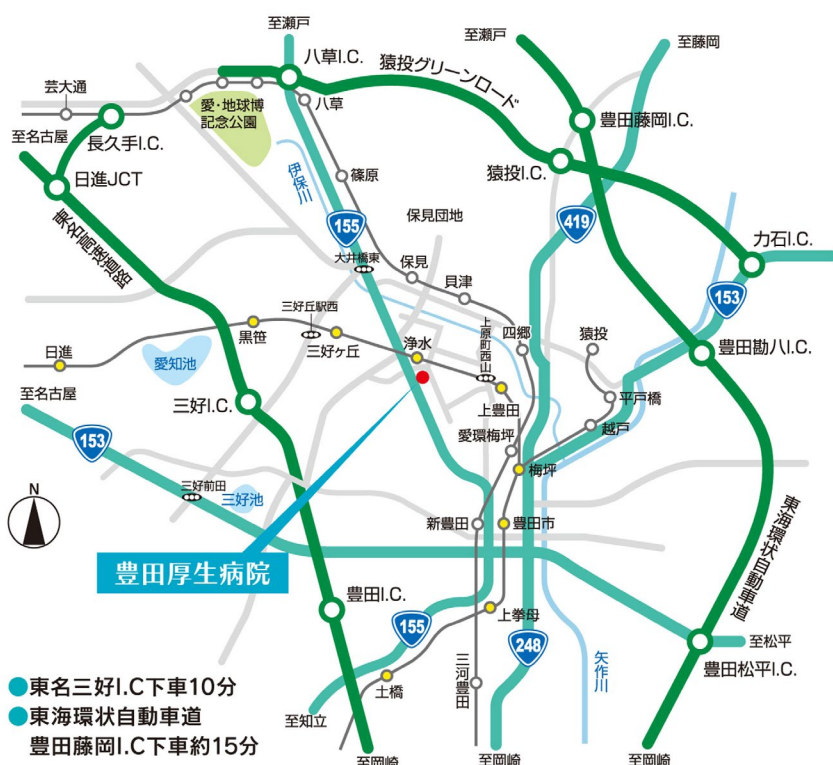 至瀬戸
至瀬戸
至藤岡
八草I.C.
猿投グリーンロード
芸大通
愛・地球博
記念公園
八草
豊田藤岡I.C.
至名古屋
長久手I.C.
伊保川
篠原
猿投I.C.
日進JCT
155
保見団地
419
東名高速道路
大井橋東
力石I.C.
保見
貝津
153
三好丘駅西
上原町西山
四郷
猿投
黒笹
三好ヶ丘
浄水
日進
愛知池
豊田勘八I.C.
至名古屋
三好I.C.
上豊田
平戸橋
愛環梅坪
越戸
153
梅坪
三好前田
三好池
新豊田
豊田市
N
東海環状自動車道
豊田厚生病院
豊田I.C.
上挙母
155
248
至松平
矢作川
豊田松平I.C.
三河豊田
土橋
●東名三好I.C下車10分
至知立
●東海環状自動車道
豊田藤岡I.C下車約15分
至岡崎
至岡崎
至岡崎